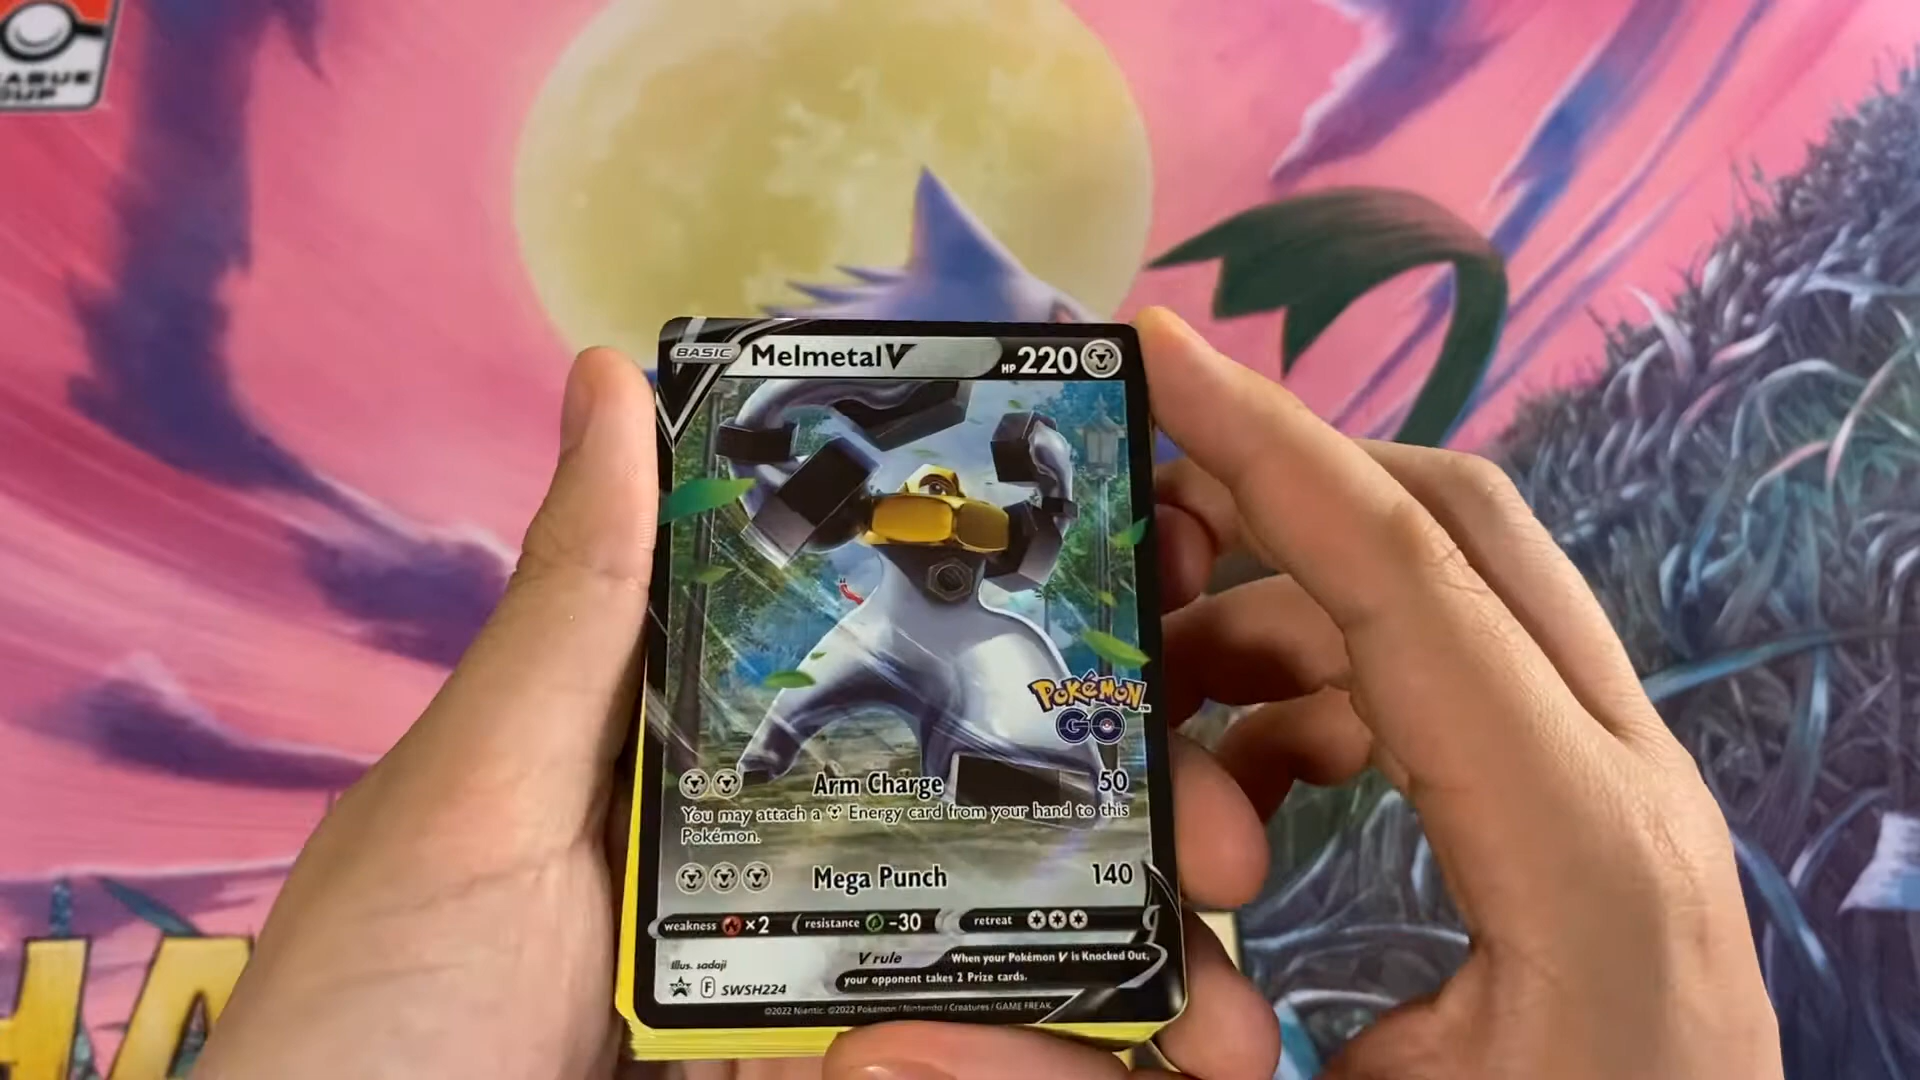 BASIC MelmetalV HP 220
POKéMON
GO
Arm Charge 50
You may attach a Energy card from your hand to this
Pokémon.
Mega Punch 140
weakness ×2 resistance -30 retreat
Illus. sadaji
V rule When your Pokémon V is Knocked Out,
your opponent takes 2 Prize cards.
F SWSH224
©2022 Niantic. ©2022 Pokémon / Nintendo / Creatures / GAME FREAK.